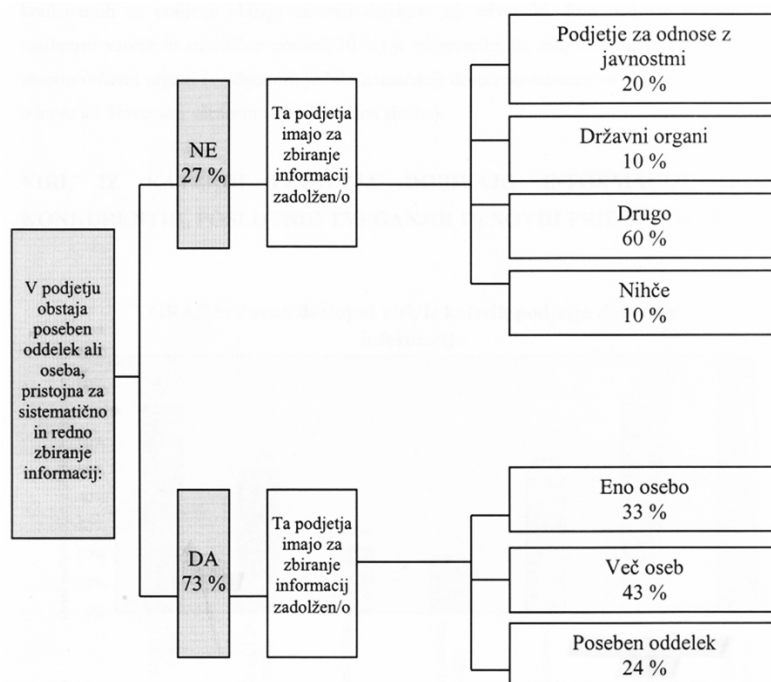 V podjetju
obstaja
poseben
oddelek ali
oseba,
pristojna za
sistematično
in redno
zbiranje
informacij:
NE
27 %
Ta podjetja
imajo za
zbiranje
informacij
zadolžen/o
Podjetje za odnose z
javnostmi
20 %
Državni organi
10 %
Drugo
60 %
Nihče
10 %
DA
73 %
Ta podjetja
imajo za
zbiranje
informacij
zadolžen/o
Eno osebo
33 %
Več oseb
43 %
Poseben oddelek
24 %